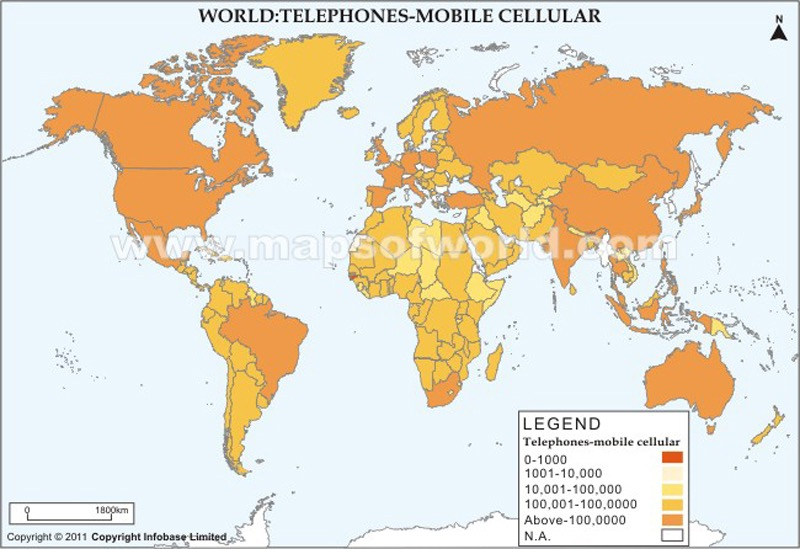 WORLD:TELEPHONES-MOBILE CELLULAR
N
www.mapsofworld.com
LEGEND
Telephones-mobile cellular
0-1000
1001-10,000
10,001-100,000
100,001-100,0000
Above-100,0000
N.A.
0 1800km
Copyright © 2011 Copyright Infobase Limited